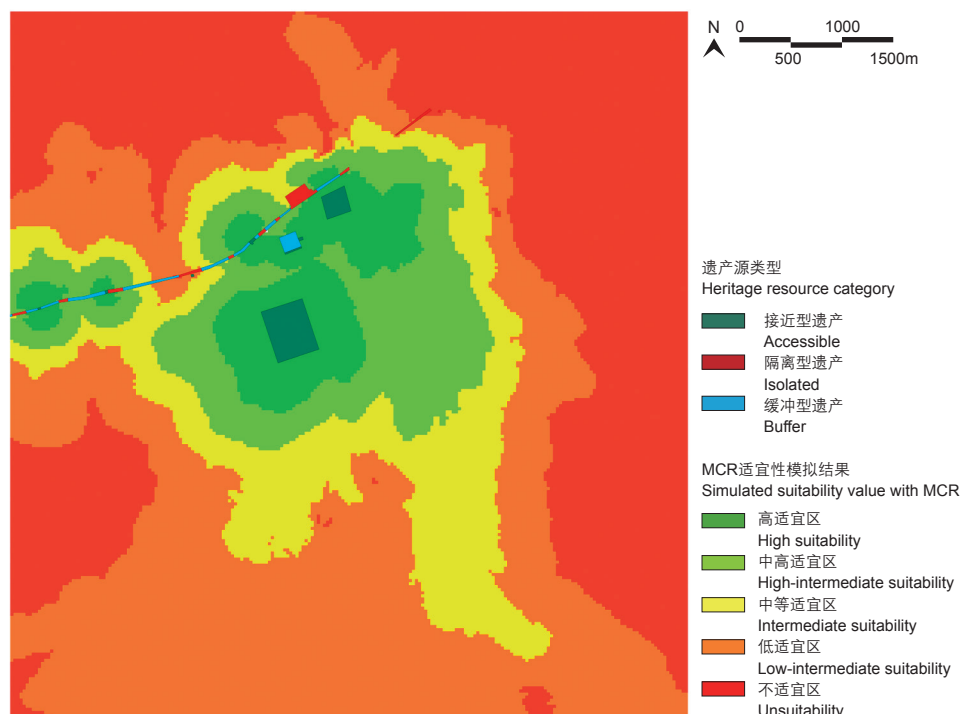 N
0 1000
500 1500m
遗产源类型
Heritage resource category
接近型遗产
Accessible
隔离型遗产
Isolated
缓冲型遗产
Buffer
MCR适宜性模拟结果
Simulated suitability value with MCR
高适宜区
High suitability
中高适宜区
High-intermediate suitability
中等适宜区
Intermediate suitability
低适宜区
Low-intermediate suitability
不适宜区
Unsuitability